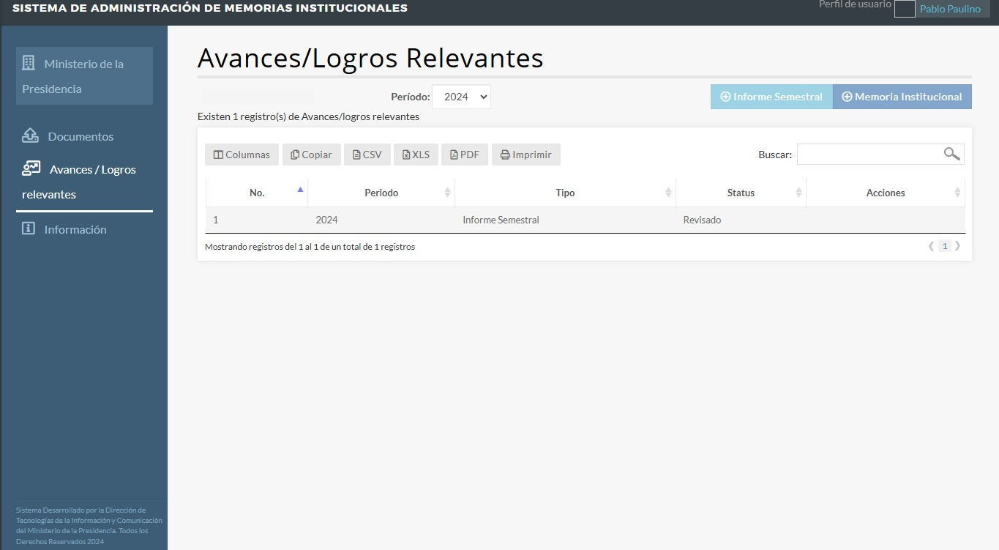 SISTEMA DE ADMINISTRACIÓN DE MEMORIAS INSTITUCIONALES
Perfil de usuario Pablo Paulino
Ministerio de la
Presidencia
Documentos
Avances / Logros
relevantes
Información
Sistema Desarrollado por la Dirección de
Tecnologías de la Información y Comunicación
del Ministerio de la Presidencia. Todos los
Derechos Reservados 2024
Avances/Logros Relevantes
Período: 2024 Informe Semestral Memoria Institucional
Existen 1 registro(s) de Avances/logros relevantes
Columnas Copiar CSV XLS PDF Imprimir Buscar:
No. Periodo Tipo Status Acciones
1 2024 Informe Semestral Revisado
Mostrando registros del 1 al 1 de un total de 1 registros 1